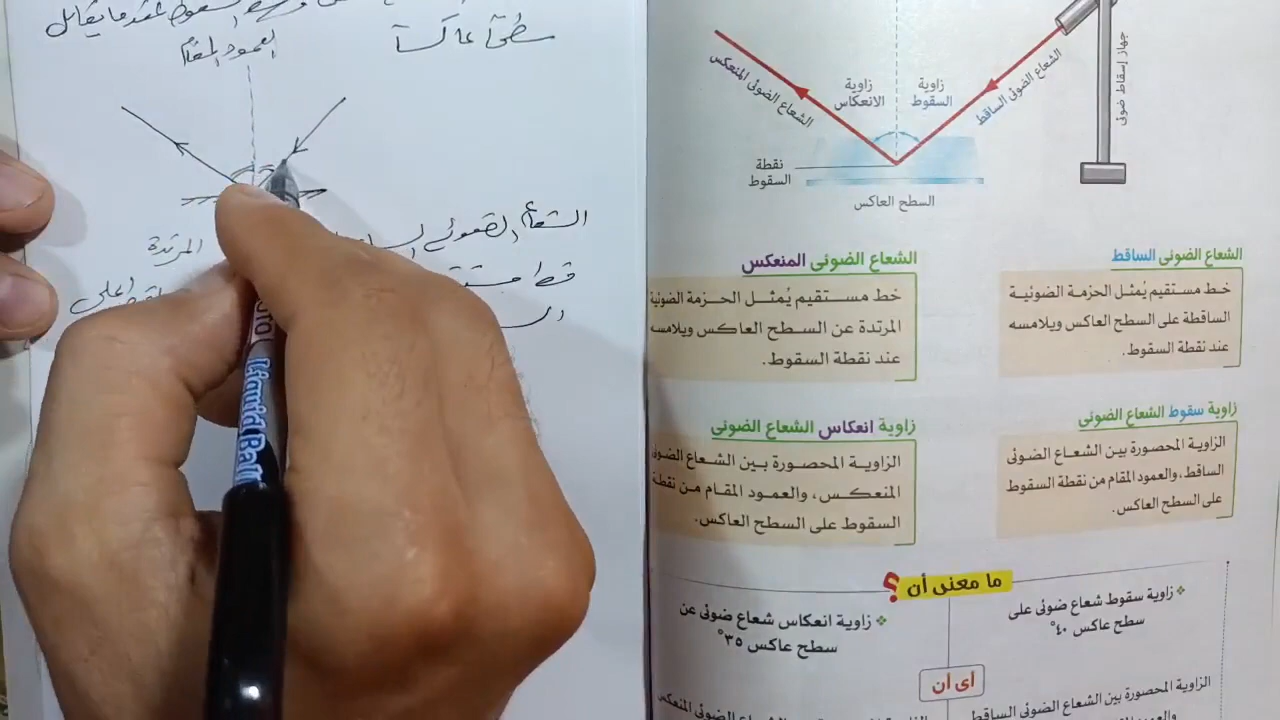 سطحًا عاكسًا
العمود المقام
الشعاع الضوئي
المرتدة
خط
زاوية السقوط
زاوية الانعكاس
الشعاع الضوئى الساقط
الشعاع الضوئى المنعكس
جهاز إسقاط ضوئى
نقطة السقوط
السطح العاكس
الشعاع الضوئى الساقط
خط مستقيم يُمثل الحزمة الضوئية
الساقطة على السطح العاكس ويلامسه
عند نقطة السقوط.
الشعاع الضوئى المنعكس
خط مستقيم يُمثل الحزمة الضوئية
المرتدة عن السطح العاكس ويلامسه
عند نقطة السقوط.
زاوية سقوط الشعاع الضوئى
الزاوية المحصورة بين الشعاع الضوئى
الساقط، والعمود المقام من نقطة السقوط
على السطح العاكس.
زاوية انعكاس الشعاع الضوئى
الزاوية المحصورة بين الشعاع الضوئى
المنعكس، والعمود المقام من نقطة
السقوط على السطح العاكس.
ما معنى أن ؟
زاوية سقوط شعاع ضوئى على
سطح عاكس ٤٠°
زاوية انعكاس شعاع ضوئى عن
سطح عاكس ٣٥°
أى أن
الزاوية المحصورة بين الشعاع الضوئى الساقط
Liquid Ball